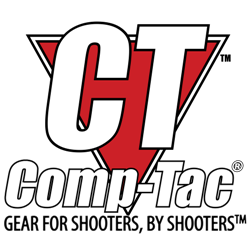 CT™
Comp-Tac®
GEAR FOR SHOOTERS, BY SHOOTERS™